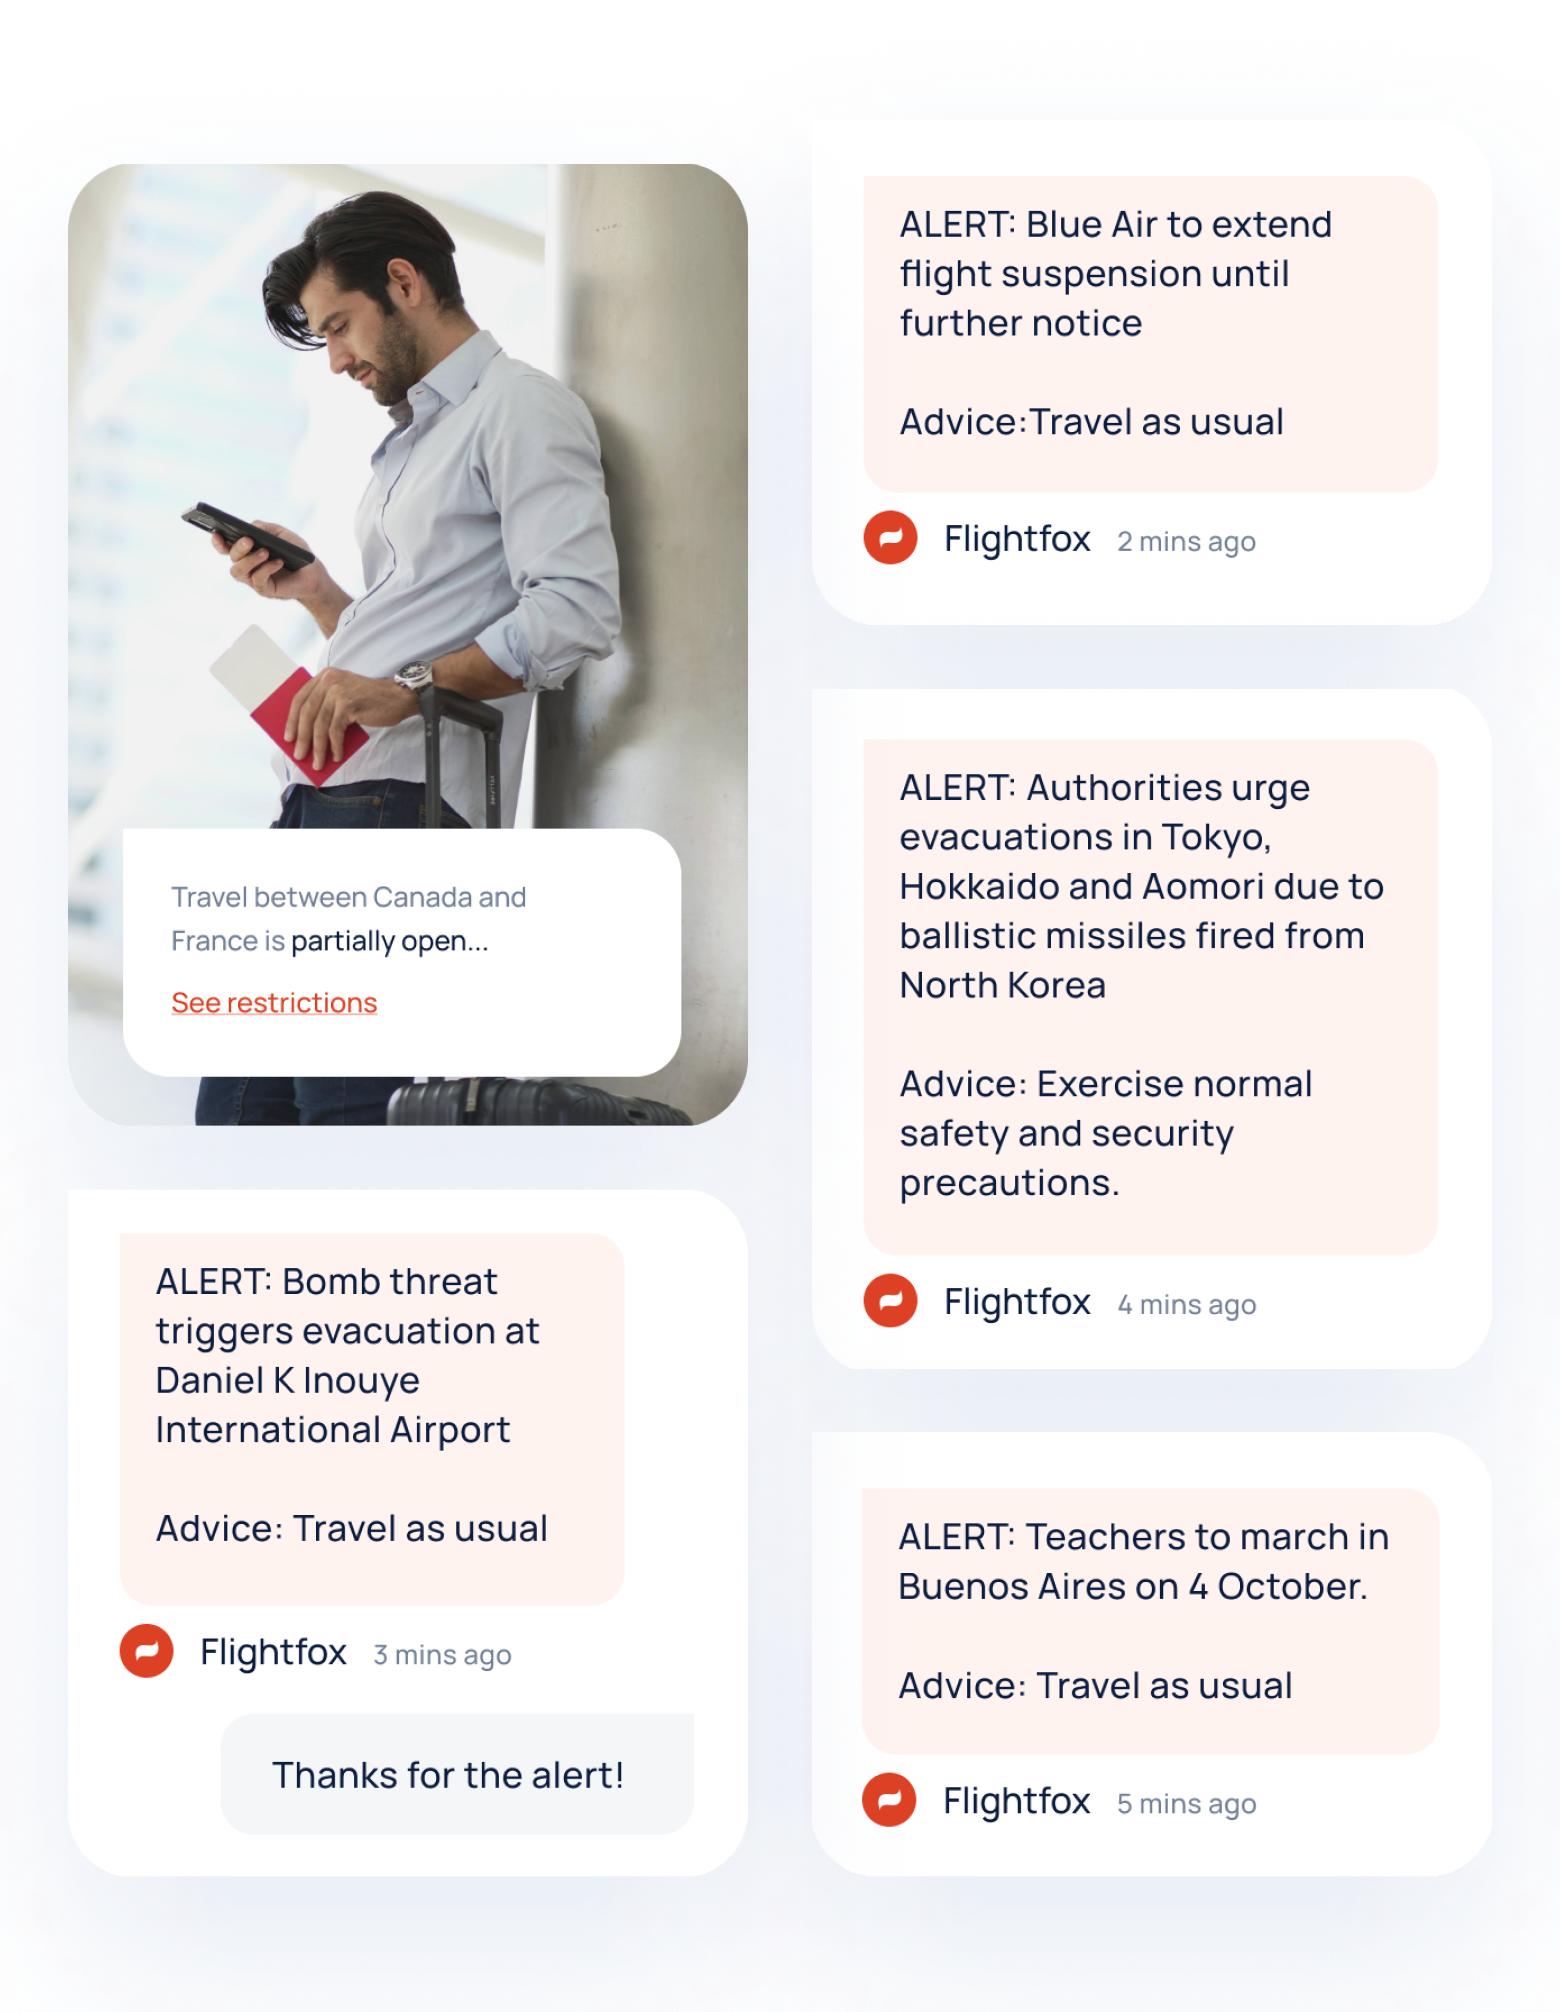 Travel between Canada and
France is partially open...
See restrictions
ALERT: Bomb threat
triggers evacuation at
Daniel K Inouye
International Airport
Advice: Travel as usual
Flightfox 3 mins ago
Thanks for the alert!
ALERT: Blue Air to extend
flight suspension until
further notice
Advice:Travel as usual
Flightfox 2 mins ago
ALERT: Authorities urge
evacuations in Tokyo,
Hokkaido and Aomori due to
ballistic missiles fired from
North Korea
Advice: Exercise normal
safety and security
precautions.
Flightfox 4 mins ago
ALERT: Teachers to march in
Buenos Aires on 4 October.
Advice: Travel as usual
Flightfox 5 mins ago